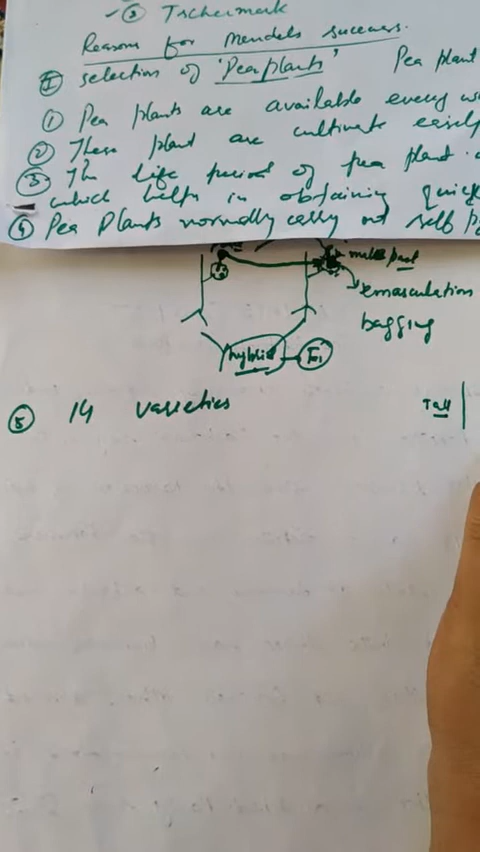 ③ Tschermark
Reasons for Mendels success.
I selection of 'Pea plants' Pea plant
① Pea plants are available every
② These plant are cultivate easily
③ Th life period of pea plant
which helps in obtaining quick
④ Pea Plants normally carry out self
male part
emasculation
bagging
hybrid F1
⑤ 14 varieties Tall